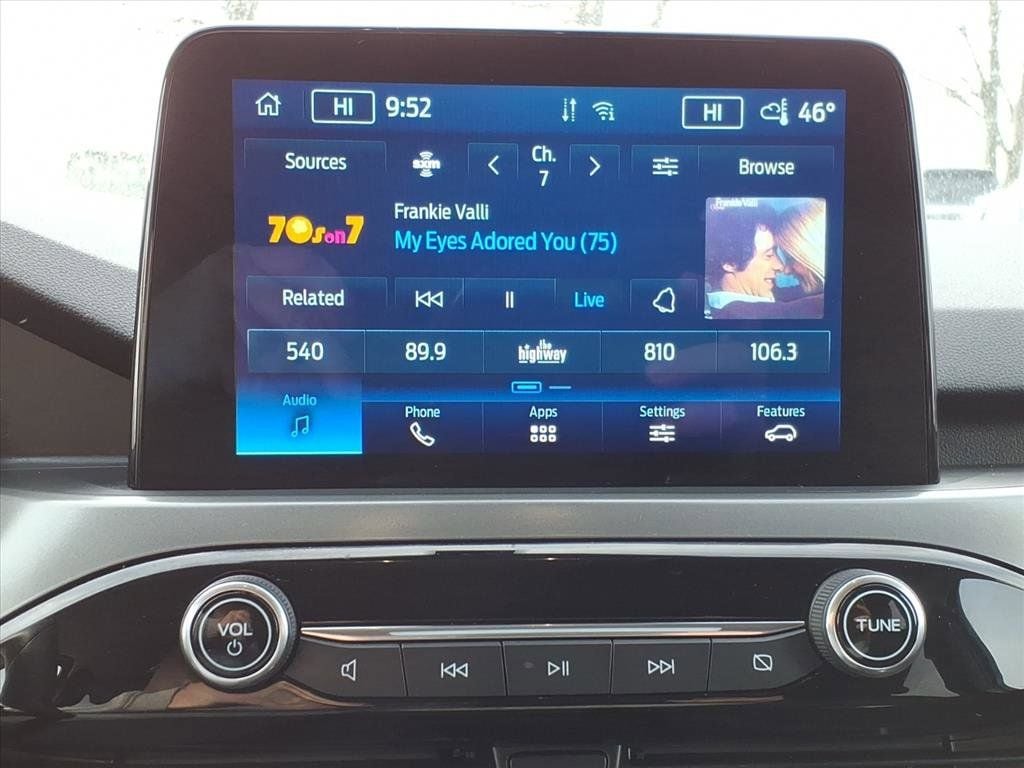 HI 9:52 HI 46°
Sources sxm Ch. 7 Browse
70s on 7
Frankie Valli
My Eyes Adored You (75)
Frankie Valli
Related Live
540 89.9 the highway 810 106.3
Audio Phone Apps Settings Features
VOL TUNE